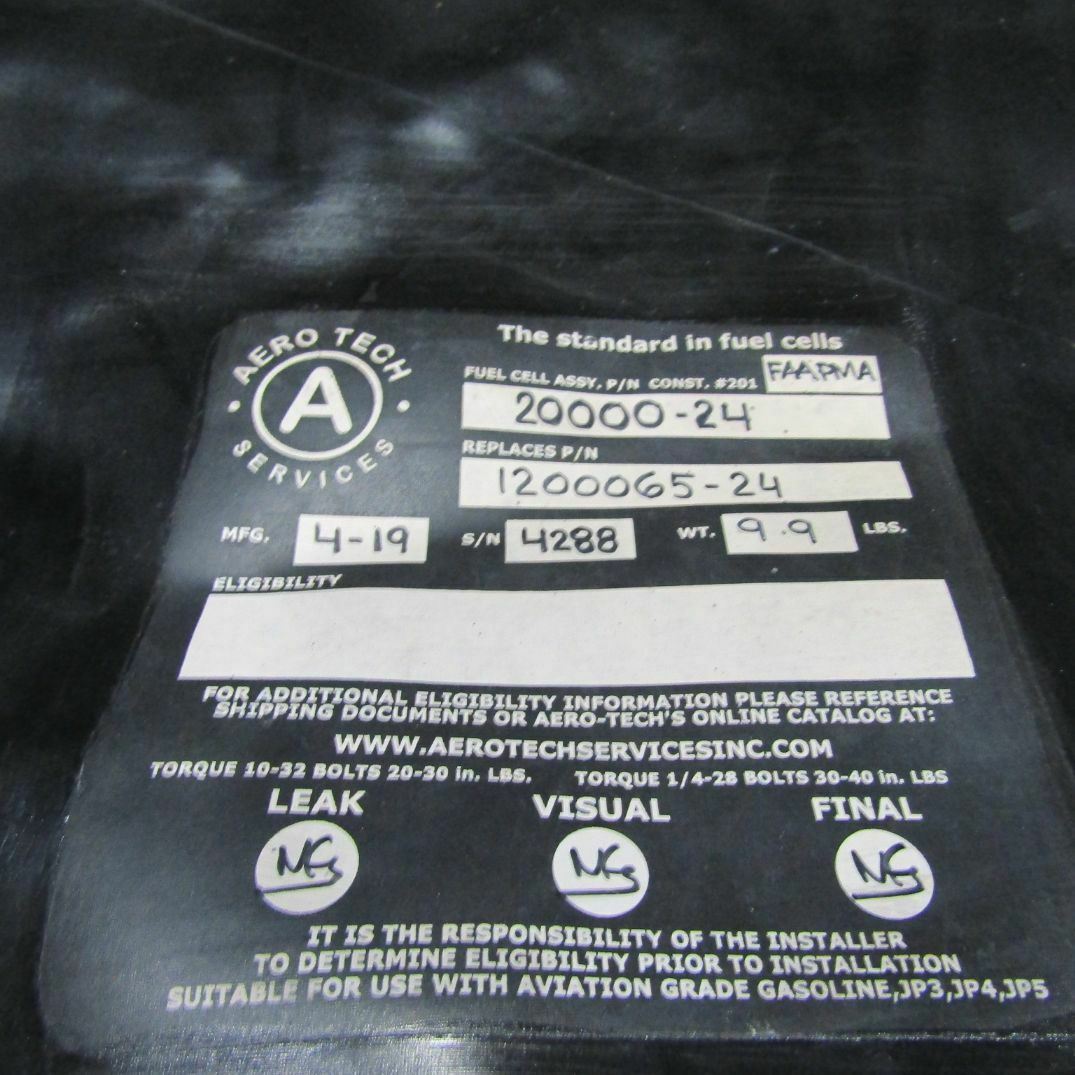 AERO TECH
A
SERVICES
The standard in fuel cells
FUEL CELL ASSY, P/N CONST. #201 FAAPMA
20000-24
REPLACES P/N
1200065-24
MFG. 4-19 S/N 4288 WT. 9.9 LBS.
ELIGIBILITY
FOR ADDITIONAL ELIGIBILITY INFORMATION PLEASE REFERENCE
SHIPPING DOCUMENTS OR AERO-TECH'S ONLINE CATALOG AT:
WWW.AEROTECHSERVICESINC.COM
TORQUE 10-32 BOLTS 20-30 in. LBS. TORQUE 1/4-28 BOLTS 30-40 in. LBS
LEAK VISUAL FINAL
IT IS THE RESPONSIBILITY OF THE INSTALLER
TO DETERMINE ELIGIBILITY PRIOR TO INSTALLATION
SUITABLE FOR USE WITH AVIATION GRADE GASOLINE,JP3,JP4,JP5